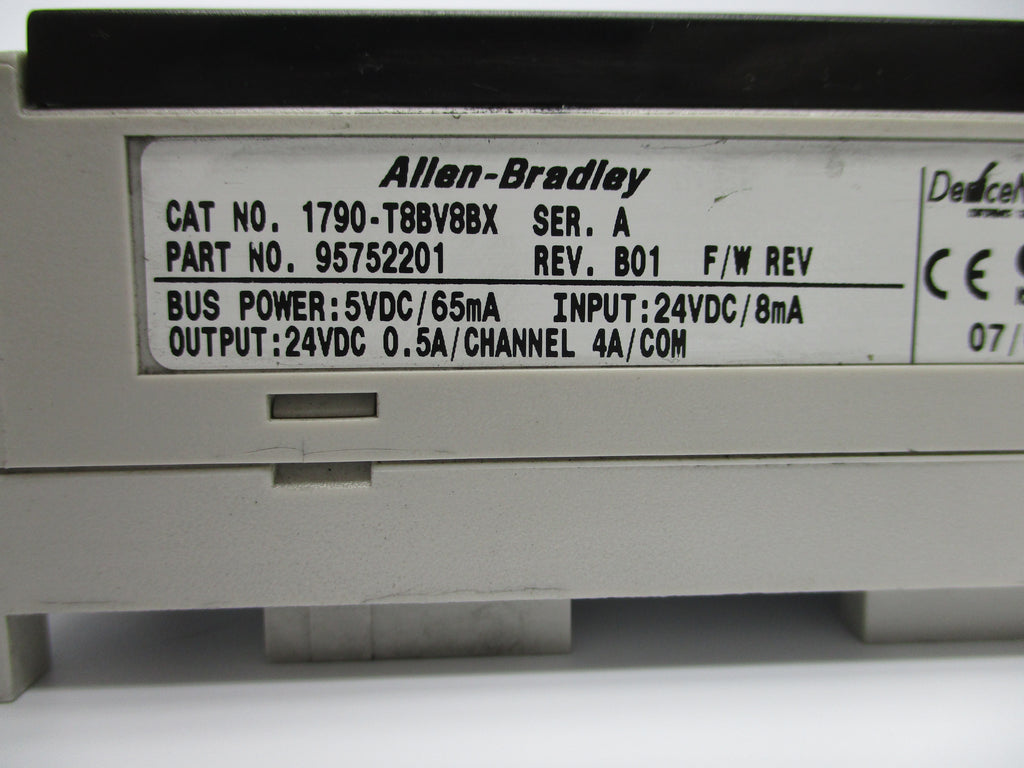 Allen-Bradley
CAT NO. 1790-T8BV8BX SER. A
PART NO. 95752201 REV. B01 F/W REV
BUS POWER:5VDC/65mA INPUT:24VDC/8mA
OUTPUT:24VDC 0.5A/CHANNEL 4A/COM
CE
07/